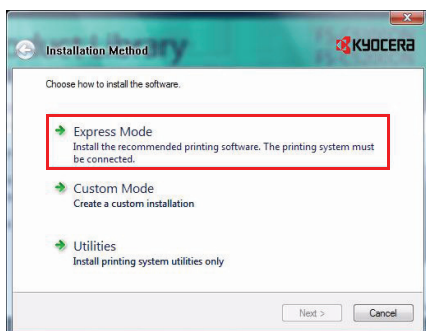 Installation Method
KYOCERA
Choose how to install the software.
Express Mode
Install the recommended printing software. The printing system must
be connected.
Custom Mode
Create a custom installation
Utilities
Install printing system utilities only
Next >
Cancel